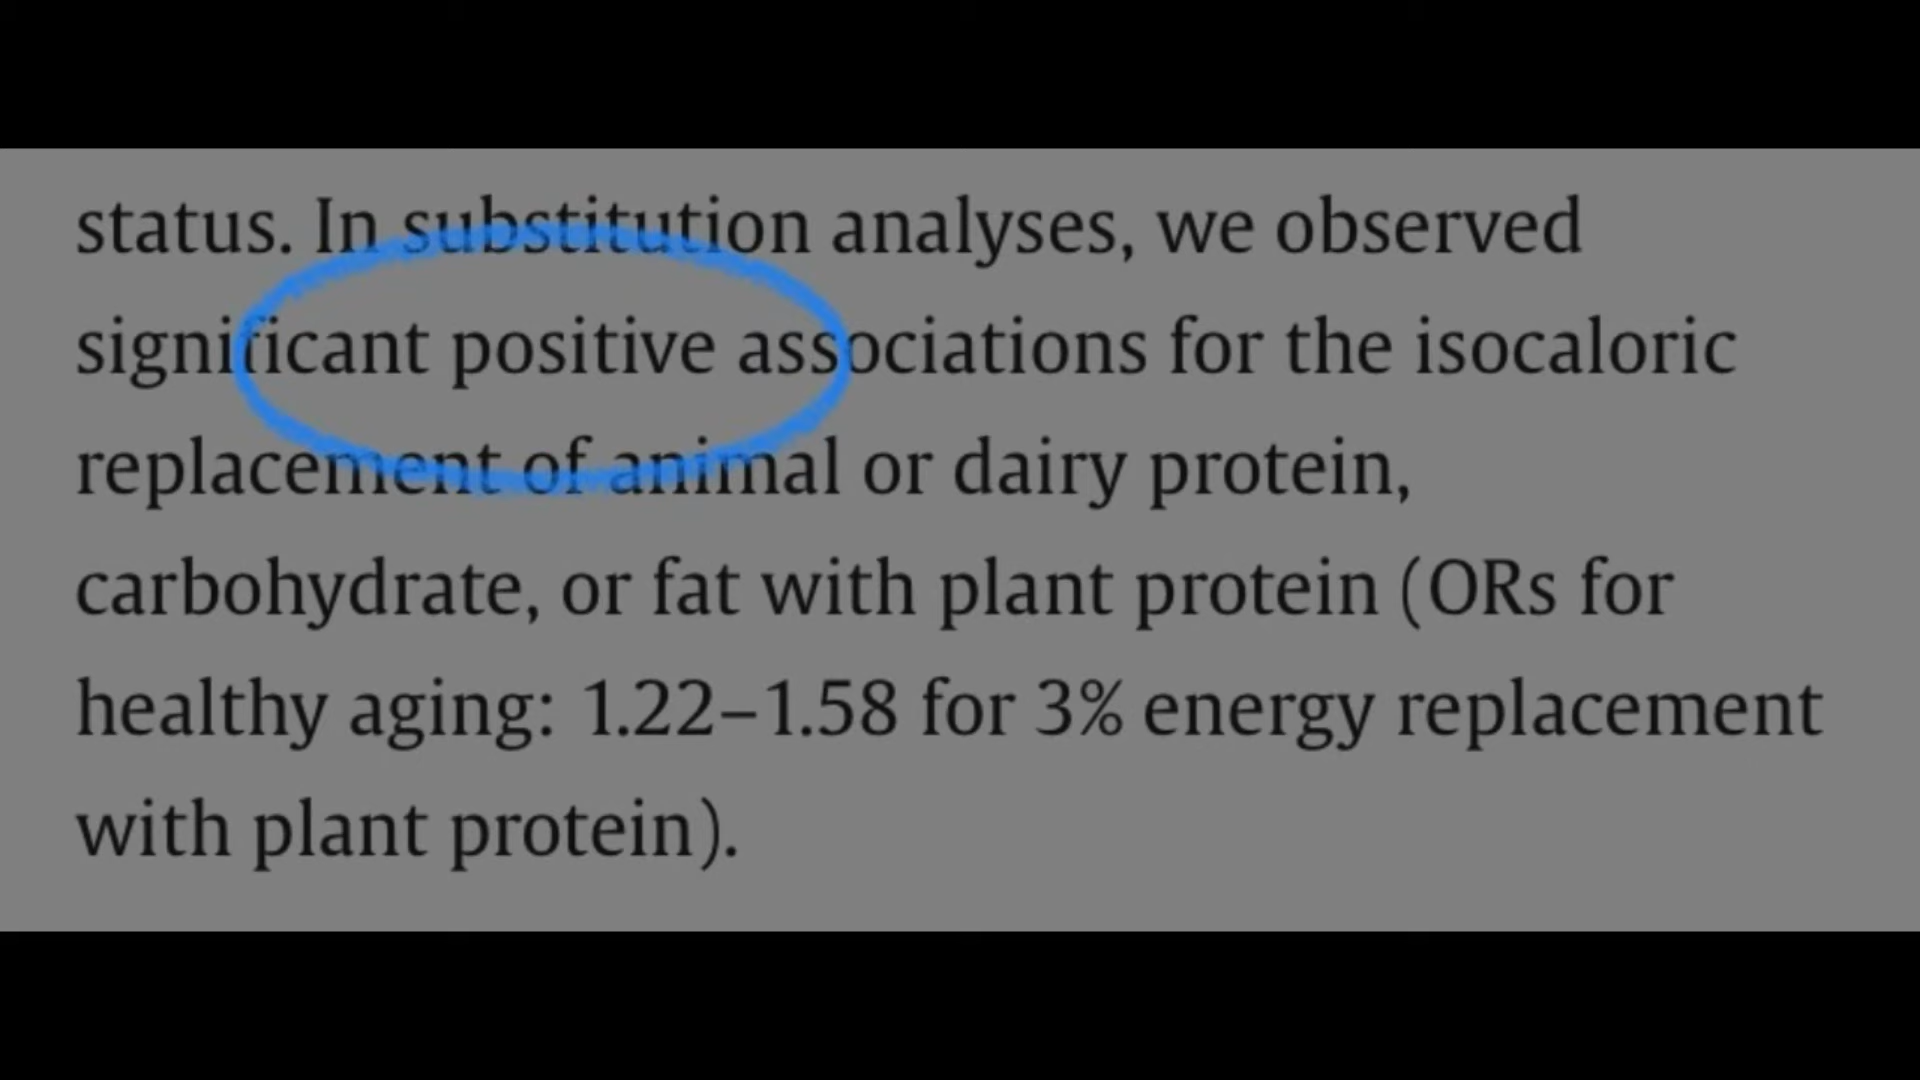 status. In substitution analyses, we observed
significant positive associations for the isocaloric
replacement of animal or dairy protein,
carbohydrate, or fat with plant protein (ORs for
healthy aging: 1.22–1.58 for 3% energy replacement
with plant protein).